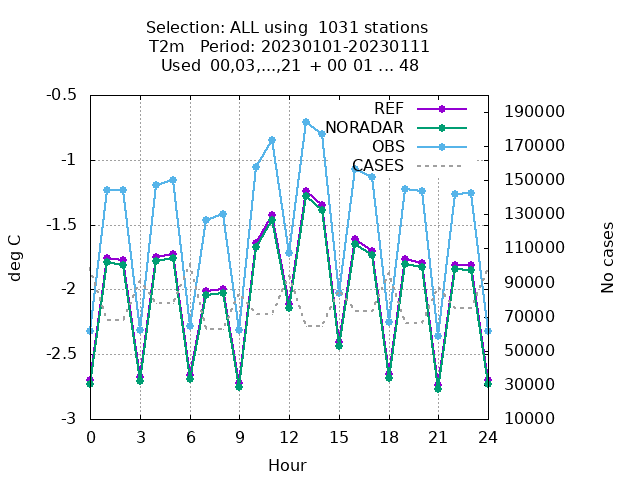 Selection: ALL using  1031 stations
T2m   Period: 20230101-20230111
Used  00,03,...,21  + 00 01 ... 48
REF
NORADAR
OBS
CASES
deg C
-0.5
-1
-1.5
-2
-2.5
-3
No cases
190000
170000
150000
130000
110000
90000
70000
50000
30000
10000
0 3 6 9 12 15 18 21 24
Hour